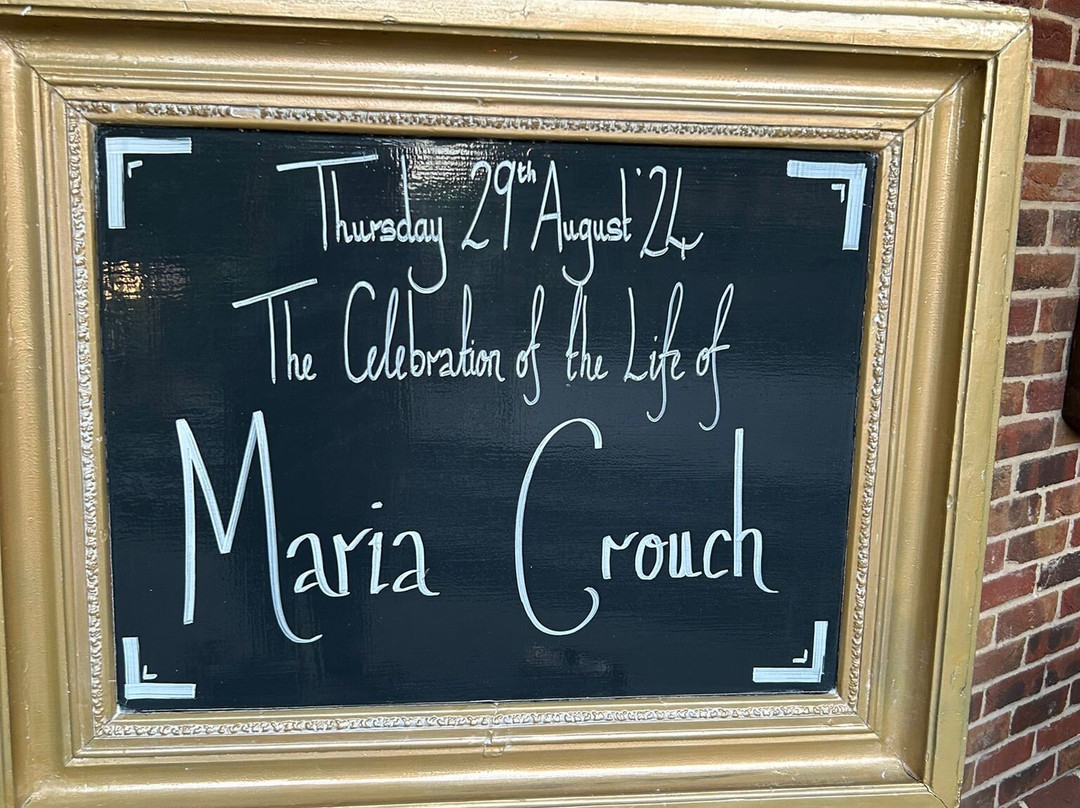 Thursday 29th August '24
The Celebration of the Life of
Maria Crouch